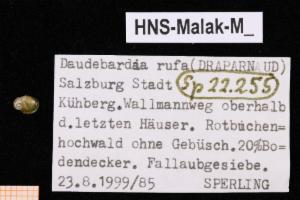 HNS-Malak-M_
Daudebardia rufa (DRAPARNAUD)
Salzburg Stadt Sp 22.255
Kühberg. Wallmannweg oberhalb
d. letzten Häuser. Rotbuchen=
hochwald ohne Gebüsch. 20%Bo=
dendecker. Fallaubgesiebe.
23.8.1999/85 SPERLING